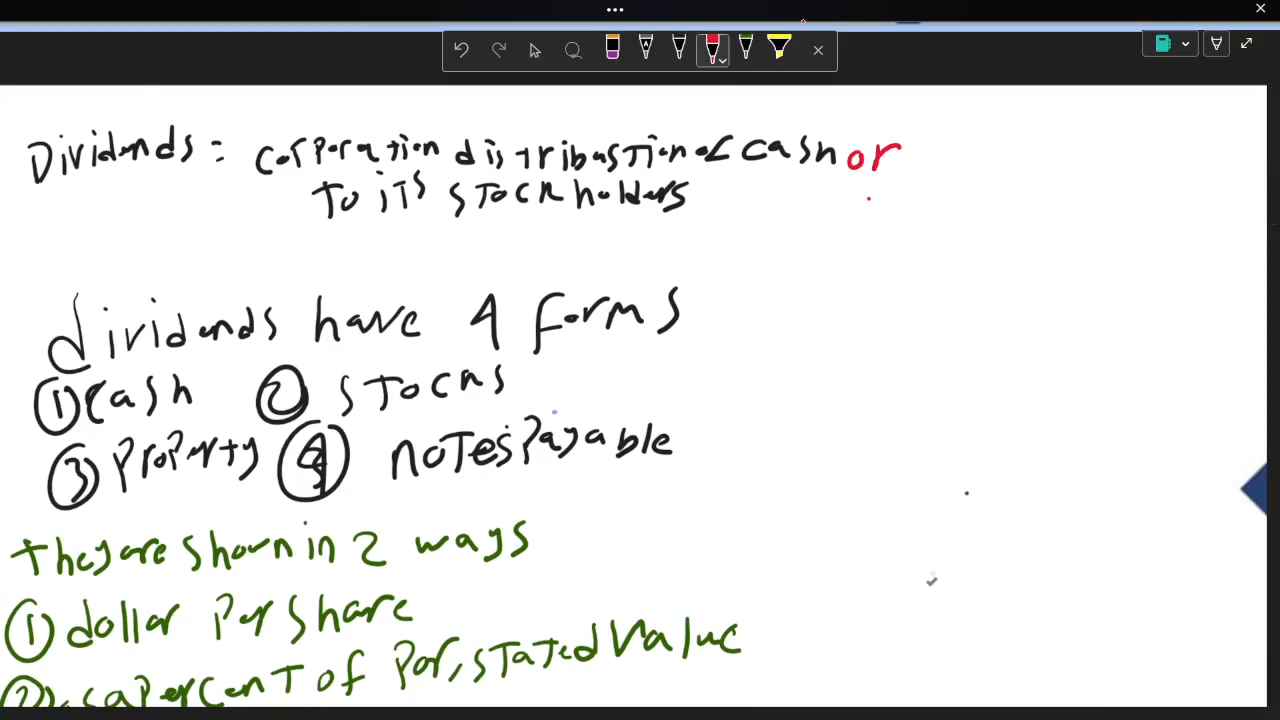 Dividends = corporation distribustion of cash or
to its stockholders
dividends have 4 forms
① cash ② stocks
③ Property ④ notes Payable
They are shown in 2 ways
① dollar Per share
② as a Percent of Par, stated value